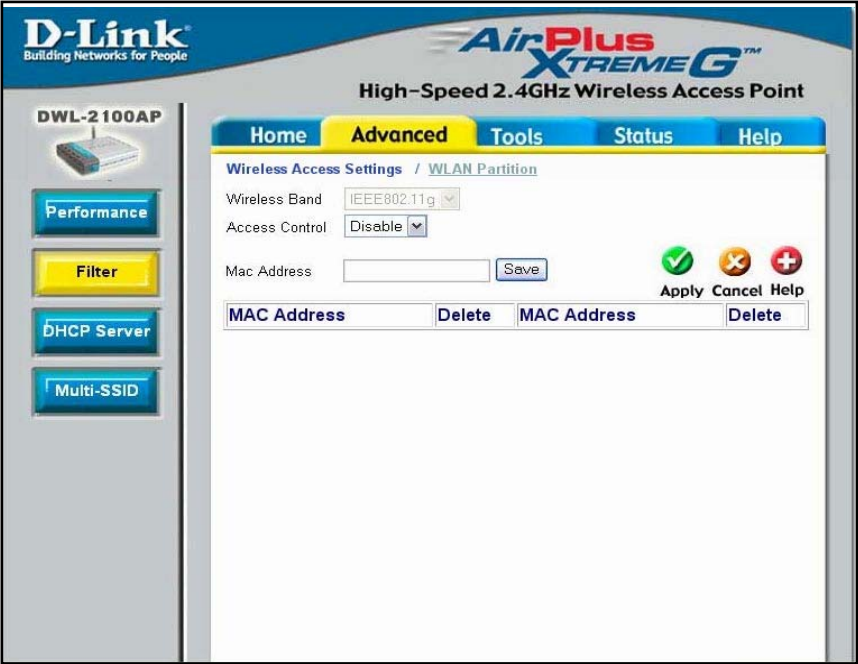 D-Link
Building Networks for People
AirPlus
XTREME G™
High-Speed 2.4GHz Wireless Access Point
DWL-2100AP
Home Advanced Tools Status Help
Wireless Access Settings / WLAN Partition
Wireless Band IEEE802.11g
Access Control Disable
Mac Address Save
Apply Cancel Help
MAC Address Delete MAC Address Delete
Performance
Filter
DHCP Server
Multi-SSID